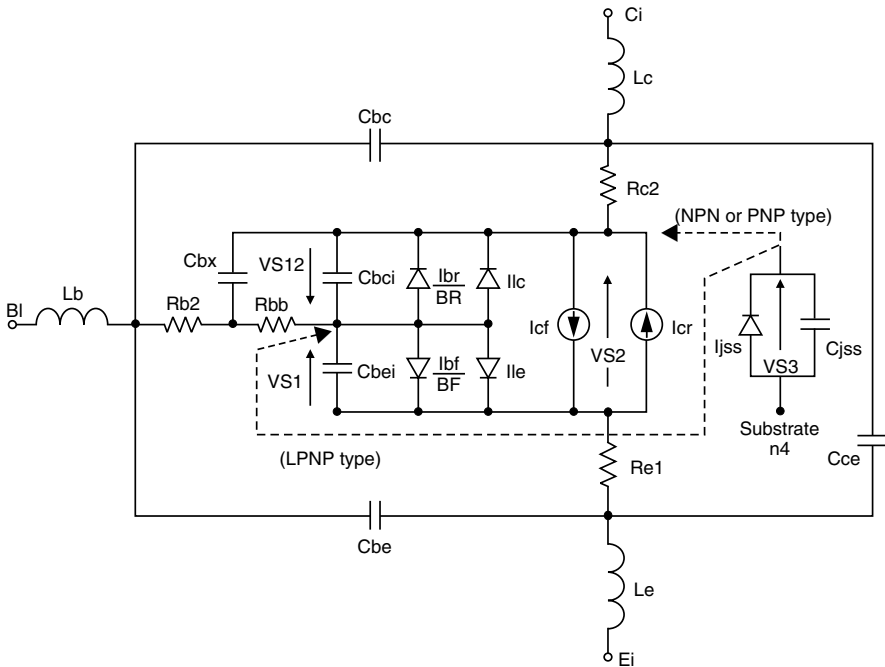 Ci
Lc
Cbc
Rc2
(NPN or PNP type)
Cbx
VS12
Cbci
Ibr
BR
Ilc
BI
Lb
Rb2
Rbb
Icf
Icr
VS2
Ijss
VS3
Cjss
VS1
Cbei
Ibf
BF
Ile
Substrate
n4
(LPNP type)
Re1
Cce
Cbe
Le
Ei